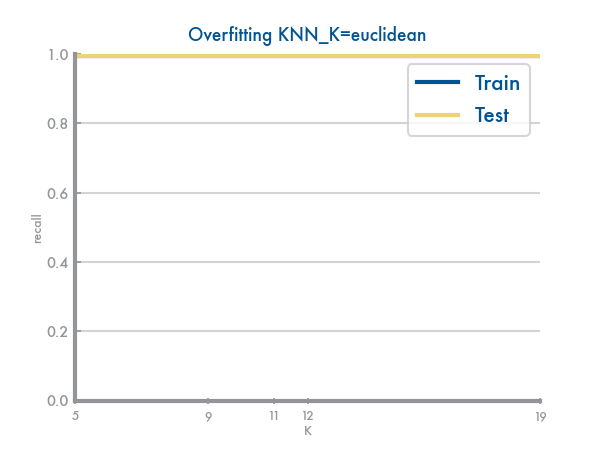 Overfitting KNN_K=euclidean
1.0
Train
Test
0.8
0.6
recall
0.4
0.2
0.0
5 9 11 12 19
K